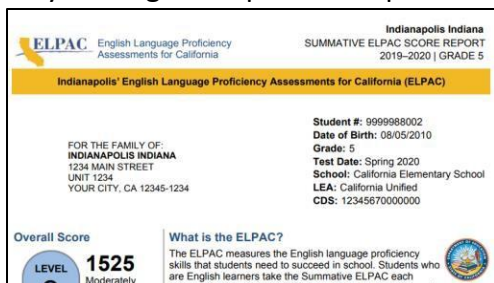 ELPAC English Language Proficiency
Assessments for California
Indianapolis Indiana
SUMMATIVE ELPAC SCORE REPORT
2019–2020 | GRADE 5
Indianapolis' English Language Proficiency Assessments for California (ELPAC)
Student #: 9999988002
Date of Birth: 08/05/2010
Grade: 5
Test Date: Spring 2020
School: California Elementary School
LEA: California Unified
CDS: 12345670000000
FOR THE FAMILY OF:
INDIANAPOLIS INDIANA
1234 MAIN STREET
UNIT 1234
YOUR CITY, CA 12345-1234
Overall Score
LEVEL
1525
Moderately
What is the ELPAC?
The ELPAC measures the English language proficiency
skills that students need to succeed in school. Students who
are English learners take the Summative ELPAC each